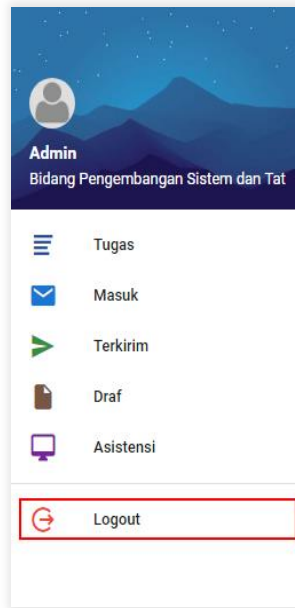 Admin
Bidang Pengembangan Sistem dan Tat
Tugas
Masuk
Terkirim
Draf
Asistensi
Logout